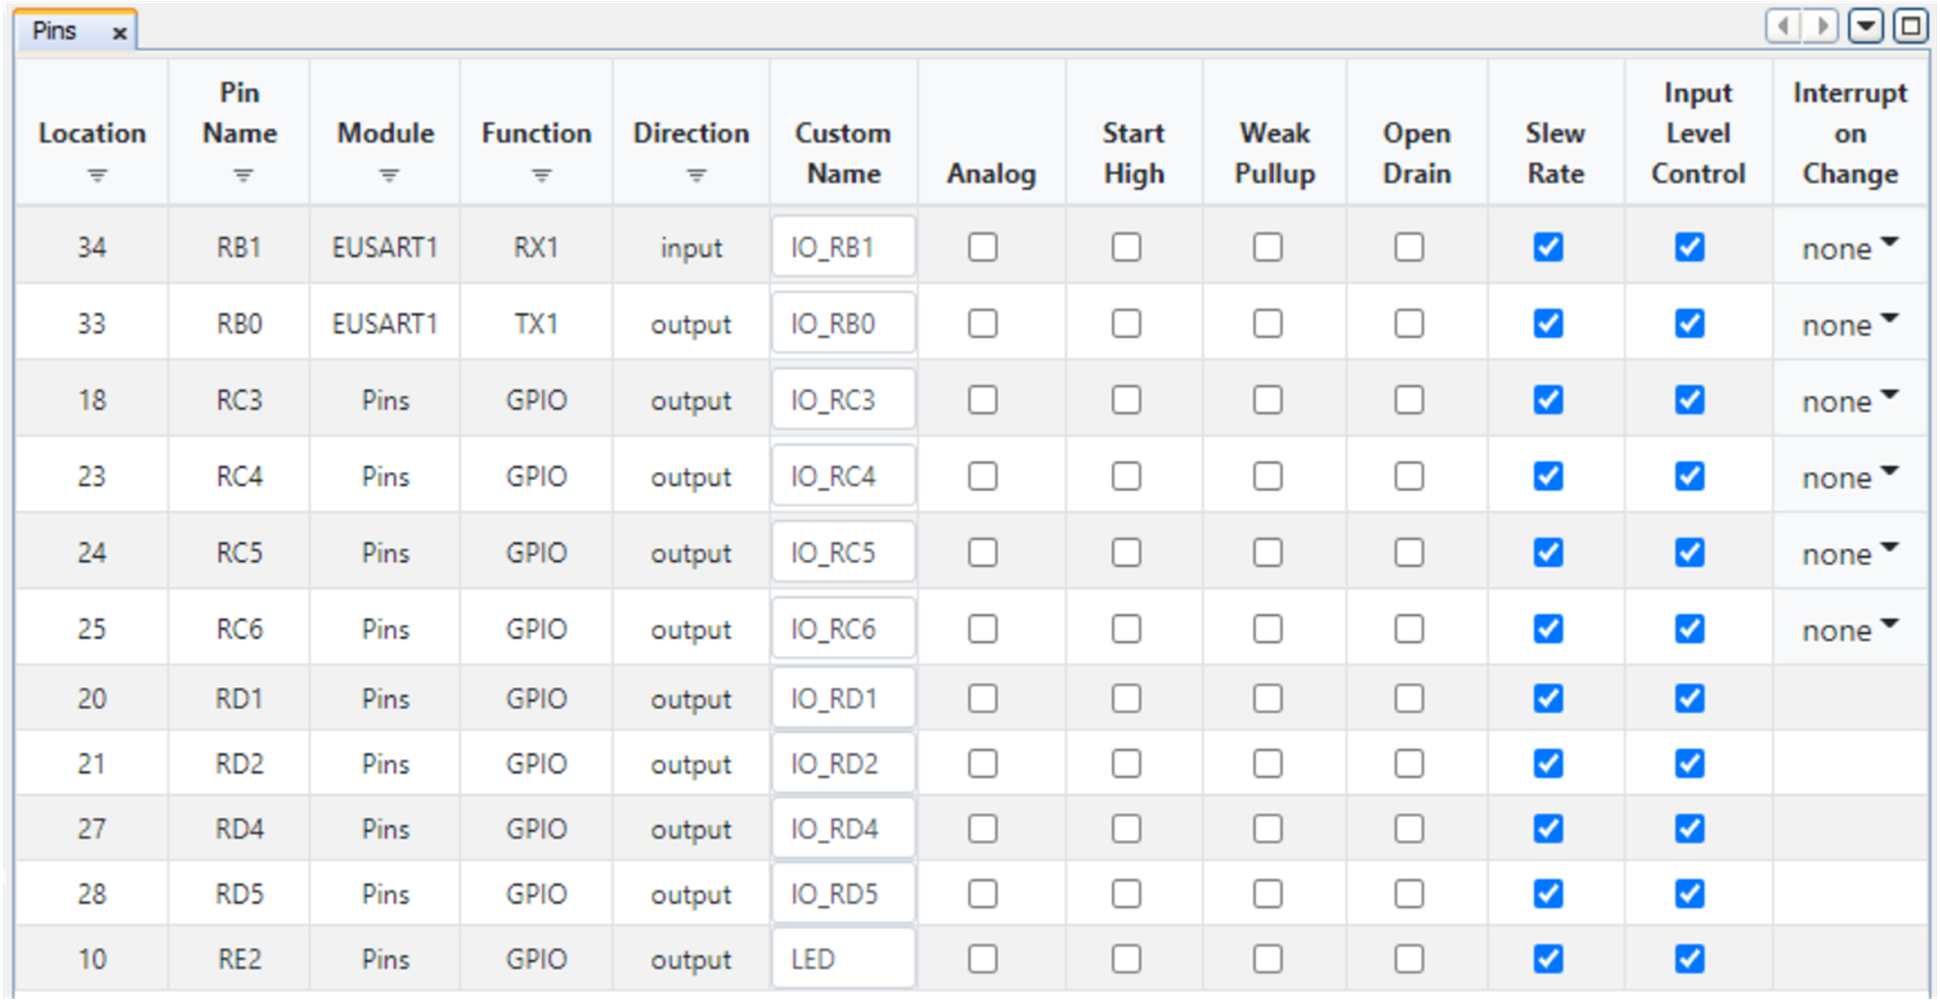 Pins x
Location Pin Name Module Function Direction Custom Name Analog Start High Weak Pullup Open Drain Slew Rate Input Level Control Interrupt on Change
34 RB1 EUSART1 RX1 input IO_RB1 none
33 RB0 EUSART1 TX1 output IO_RB0 none
18 RC3 Pins GPIO output IO_RC3 none
23 RC4 Pins GPIO output IO_RC4 none
24 RC5 Pins GPIO output IO_RC5 none
25 RC6 Pins GPIO output IO_RC6 none
20 RD1 Pins GPIO output IO_RD1
21 RD2 Pins GPIO output IO_RD2
27 RD4 Pins GPIO output IO_RD4
28 RD5 Pins GPIO output IO_RD5
10 RE2 Pins GPIO output LED